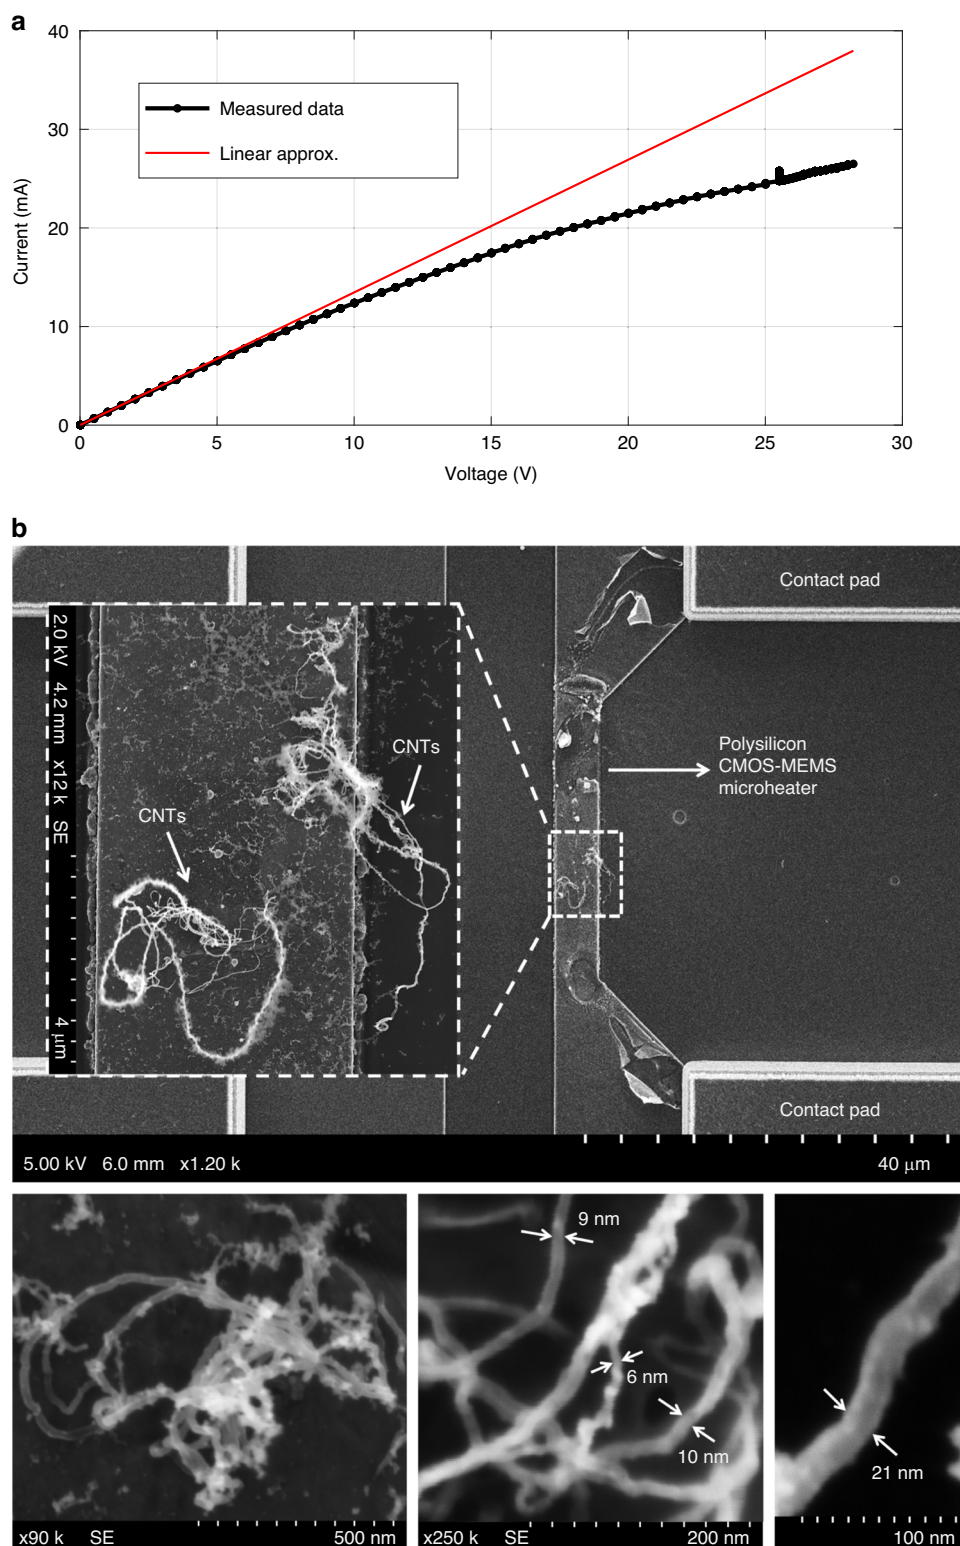 a
40
30
20
10
0
Current (mA)
Measured data
Linear approx.
0
5
10
15
20
25
30
Voltage (V)
b
Contact pad
2.0 kV 4.2 mm x12 k SE
4 μm
CNTs
CNTs
Polysilicon
CMOS-MEMS
microheater
Contact pad
5.00 kV 6.0 mm x1.20 k
40 μm
x90 k SE
500 nm
9 nm
6 nm
10 nm
x250 k SE
200 nm
21 nm
100 nm